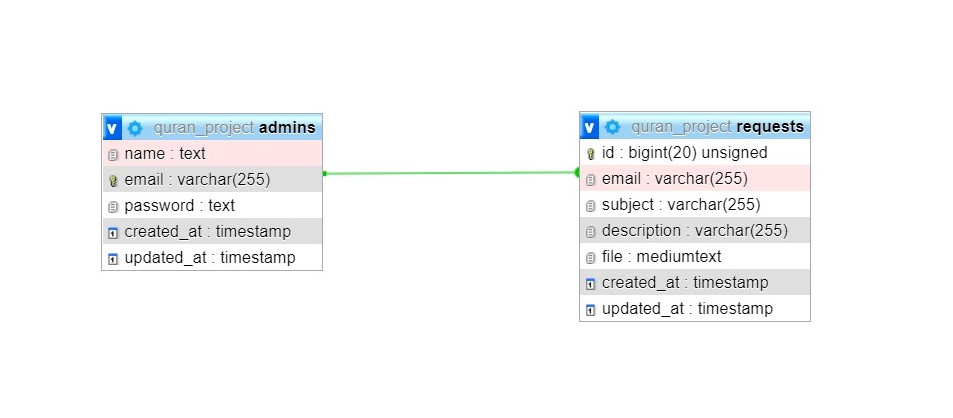 v quran_project admins
name : text
email : varchar(255)
password : text
created_at : timestamp
updated_at : timestamp
v quran_project requests
id : bigint(20) unsigned
email : varchar(255)
subject : varchar(255)
description : varchar(255)
file : mediumtext
created_at : timestamp
updated_at : timestamp